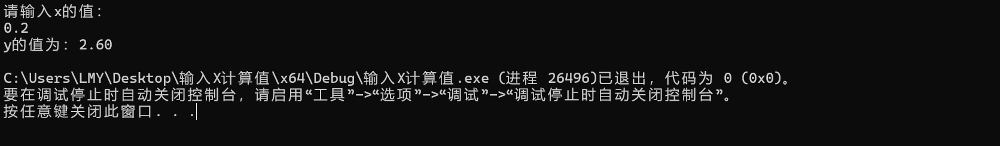 请输入x的值：
0.2
y的值为：2.60
C:\Users\LMY\Desktop\输入X计算值\x64\Debug\输入X计算值.exe (进程 26496)已退出，代码为 0 (0x0)。
要在调试停止时自动关闭控制台，请启用“工具”->“选项”->“调试”->“调试停止时自动关闭控制台”。
按任意键关闭此窗口. . .